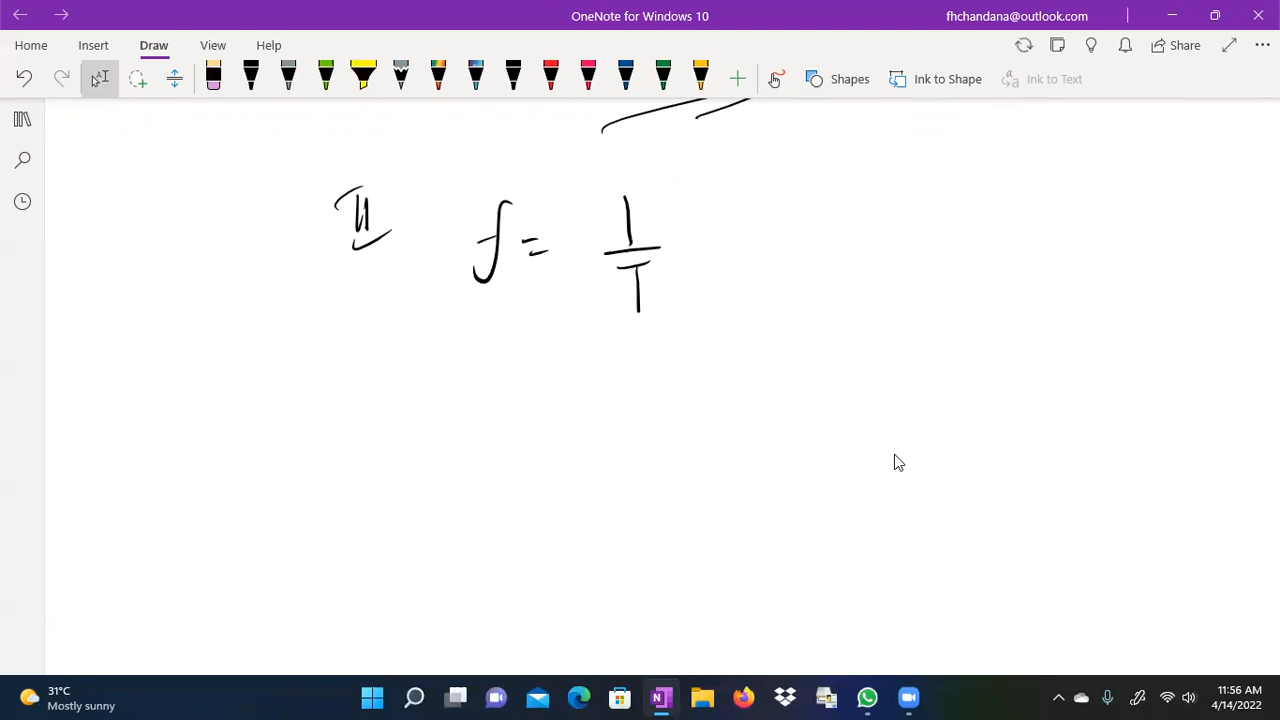 OneNote for Windows 10
fhchandana@outlook.com
Home Insert Draw View Help
Share
Shapes
Ink to Shape
Ink to Text
II f = 1/T
31°C
Mostly sunny
11:56 AM
4/14/2022